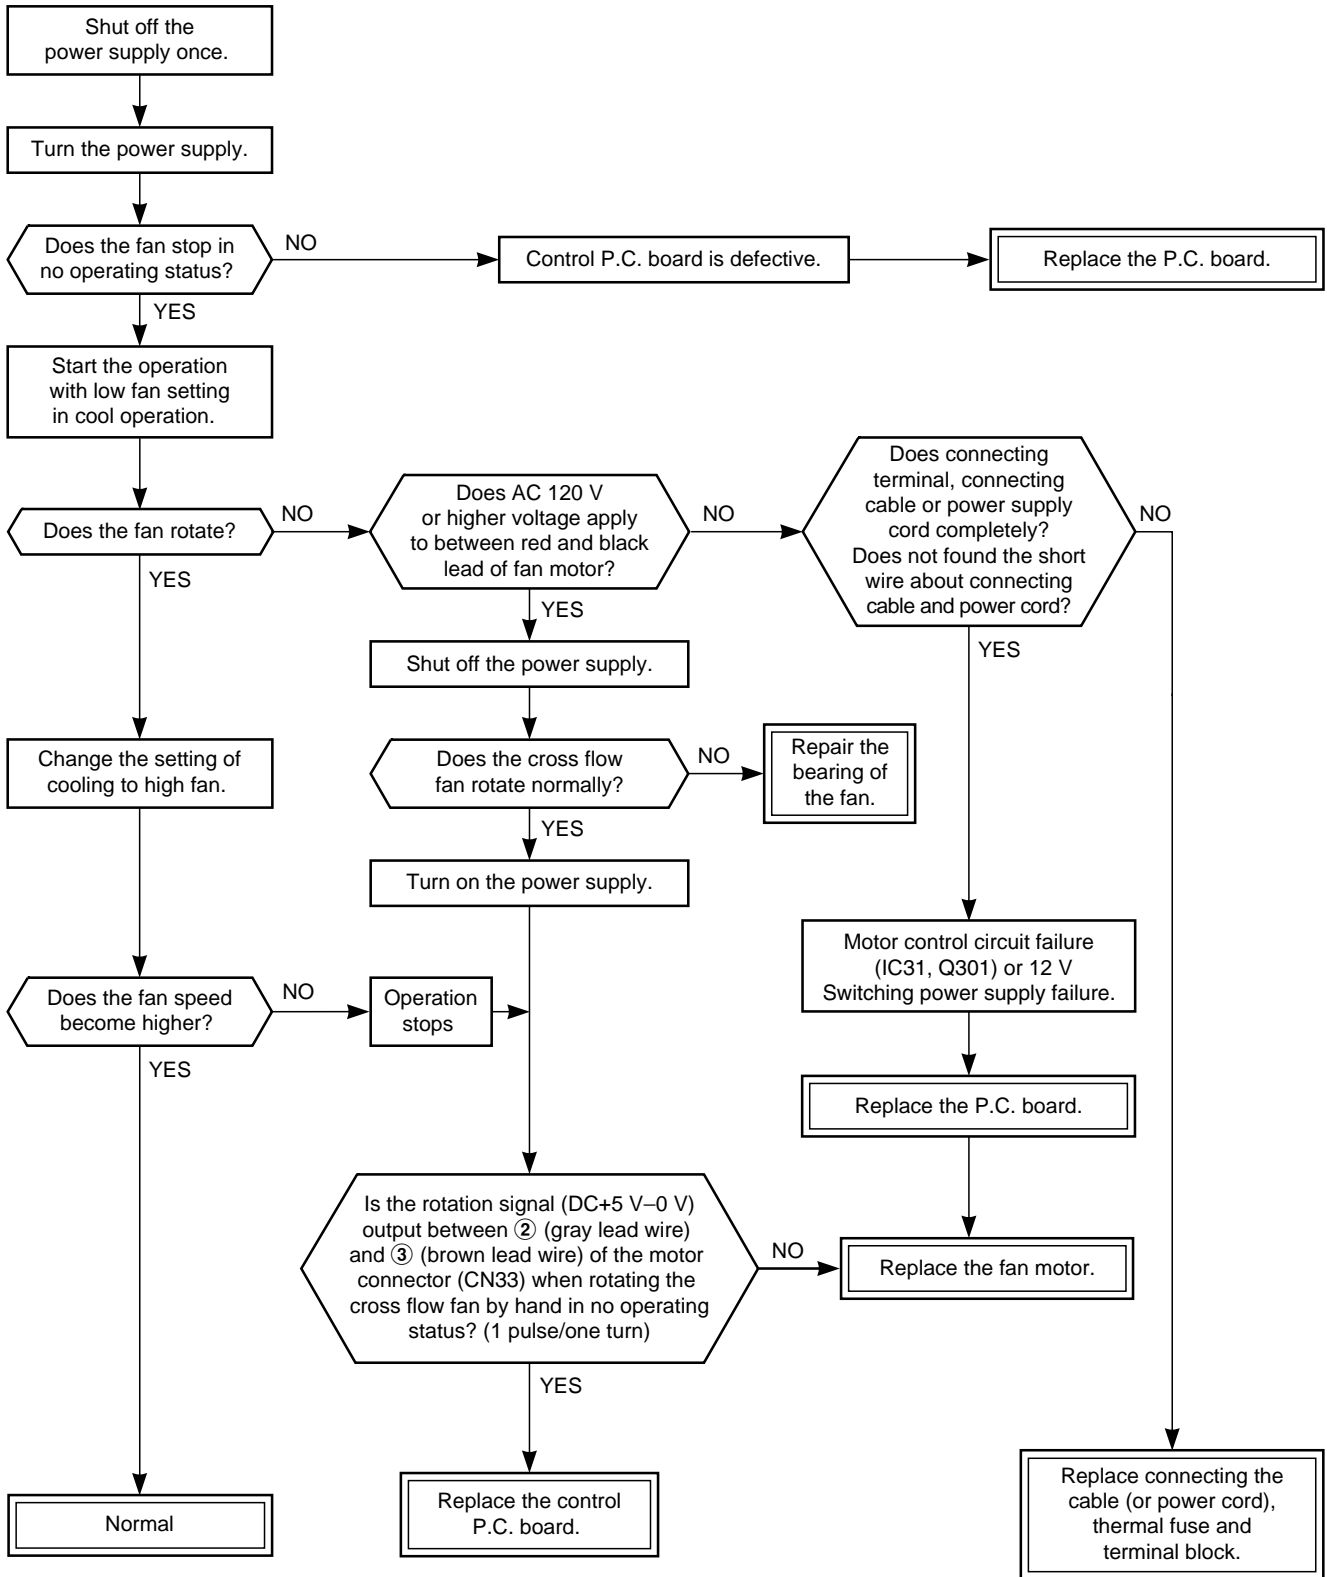 Shut off the
power supply once.
Turn the power supply.
Does the fan stop in
no operating status?
NO
Control P.C. board is defective.
Replace the P.C. board.
YES
Start the operation
with low fan setting
in cool operation.
Does the fan rotate?
NO
Does AC 120 V
or higher voltage apply
to between red and black
lead of fan motor?
NO
Does connecting
terminal, connecting
cable or power supply
cord completely?
Does not found the short
wire about connecting
cable and power cord?
NO
YES
YES
Shut off the power supply.
YES
Change the setting of
cooling to high fan.
Does the cross flow
fan rotate normally?
NO
Repair the
bearing of
the fan.
YES
Turn on the power supply.
Motor control circuit failure
(IC31, Q301) or 12 V
Switching power supply failure.
Does the fan speed
become higher?
NO
Operation
stops
YES
Replace the P.C. board.
Is the rotation signal (DC+5 V–0 V)
output between ② (gray lead wire)
and ③ (brown lead wire) of the motor
connector (CN33) when rotating the
cross flow fan by hand in no operating
status? (1 pulse/one turn)
NO
Replace the fan motor.
YES
Normal
Replace the control
P.C. board.
Replace connecting the
cable (or power cord),
thermal fuse and
terminal block.